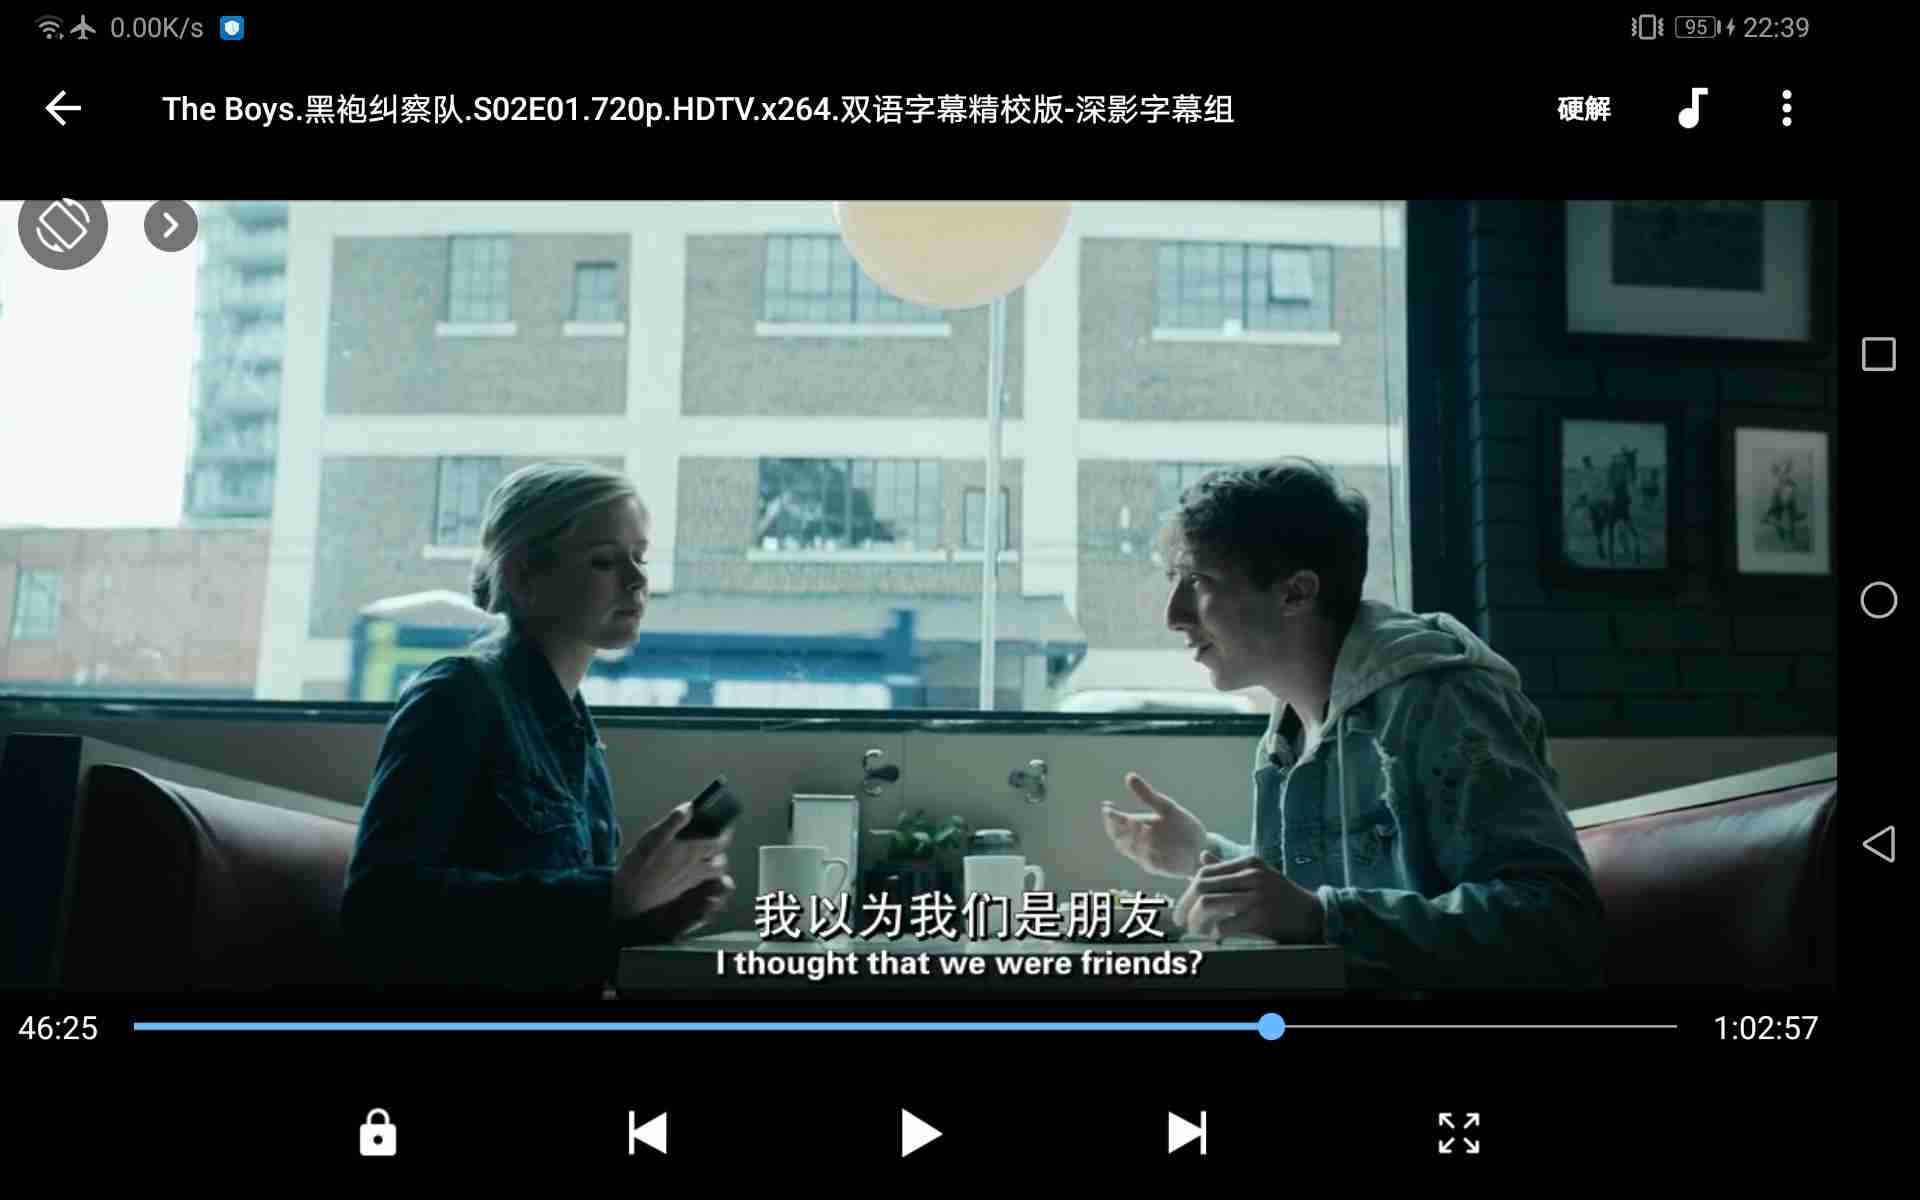 0.00K/s
95
22:39
The Boys.黑袍纠察队.S02E01.720p.HDTV.x264.双语字幕精校版-深影字幕组
硬解
我以为我们是朋友
I thought that we were friends?
46:25
1:02:57